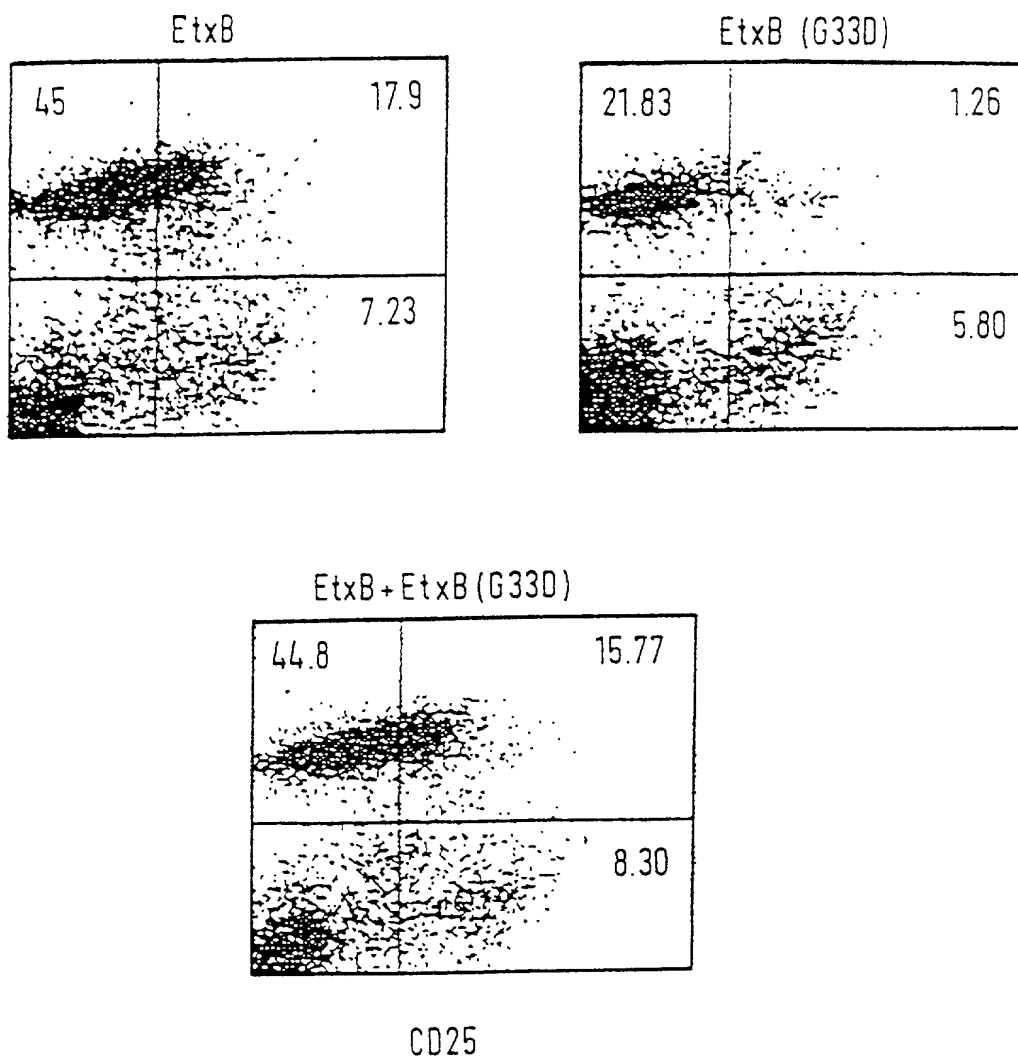 EtxB
45
17.9
7.23
EtxB (G33D)
21.83
1.26
5.80
EtxB + EtxB (G33D)
44.8
15.77
8.30
CD25